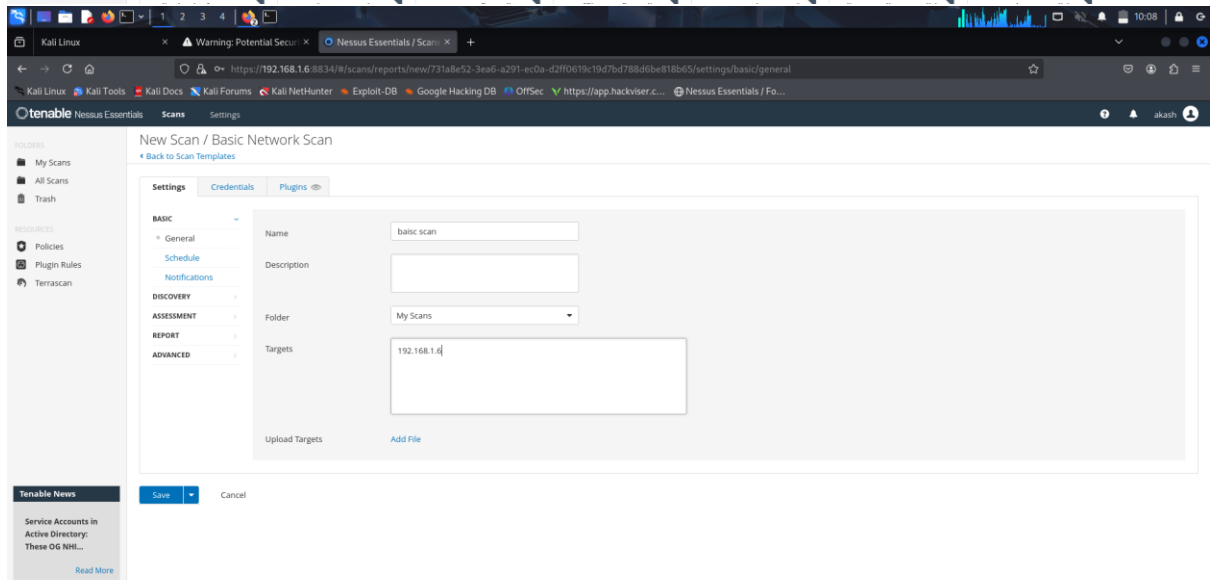 1 2 3 4
10:08
Kali Linux
Warning: Potential Securi
Nessus Essentials / Scans
https://192.168.1.6:8834/#/scans/reports/new/731a8e52-3ea6-a291-ec0a-d2ff0619c19d7bd788d6be818b65/settings/basic/general
Kali Linux Kali Tools Kali Docs Kali Forums Kali NetHunter Exploit-DB Google Hacking DB OffSec https://app.hackviser.c... Nessus Essentials / Fo...
tenable Nessus Essentials Scans Settings akash
FOLDERS
My Scans
All Scans
Trash
RESOURCES
Policies
Plugin Rules
Terrascan
New Scan / Basic Network Scan
Back to Scan Templates
Settings Credentials Plugins
BASIC
General
Schedule
Notifications
DISCOVERY
ASSESSMENT
REPORT
ADVANCED
Name baisc scan
Description
Folder My Scans
Targets 192.168.1.6
Upload Targets Add File
Save Cancel
Tenable News
Service Accounts in
Active Directory:
These OG NHI...
Read More